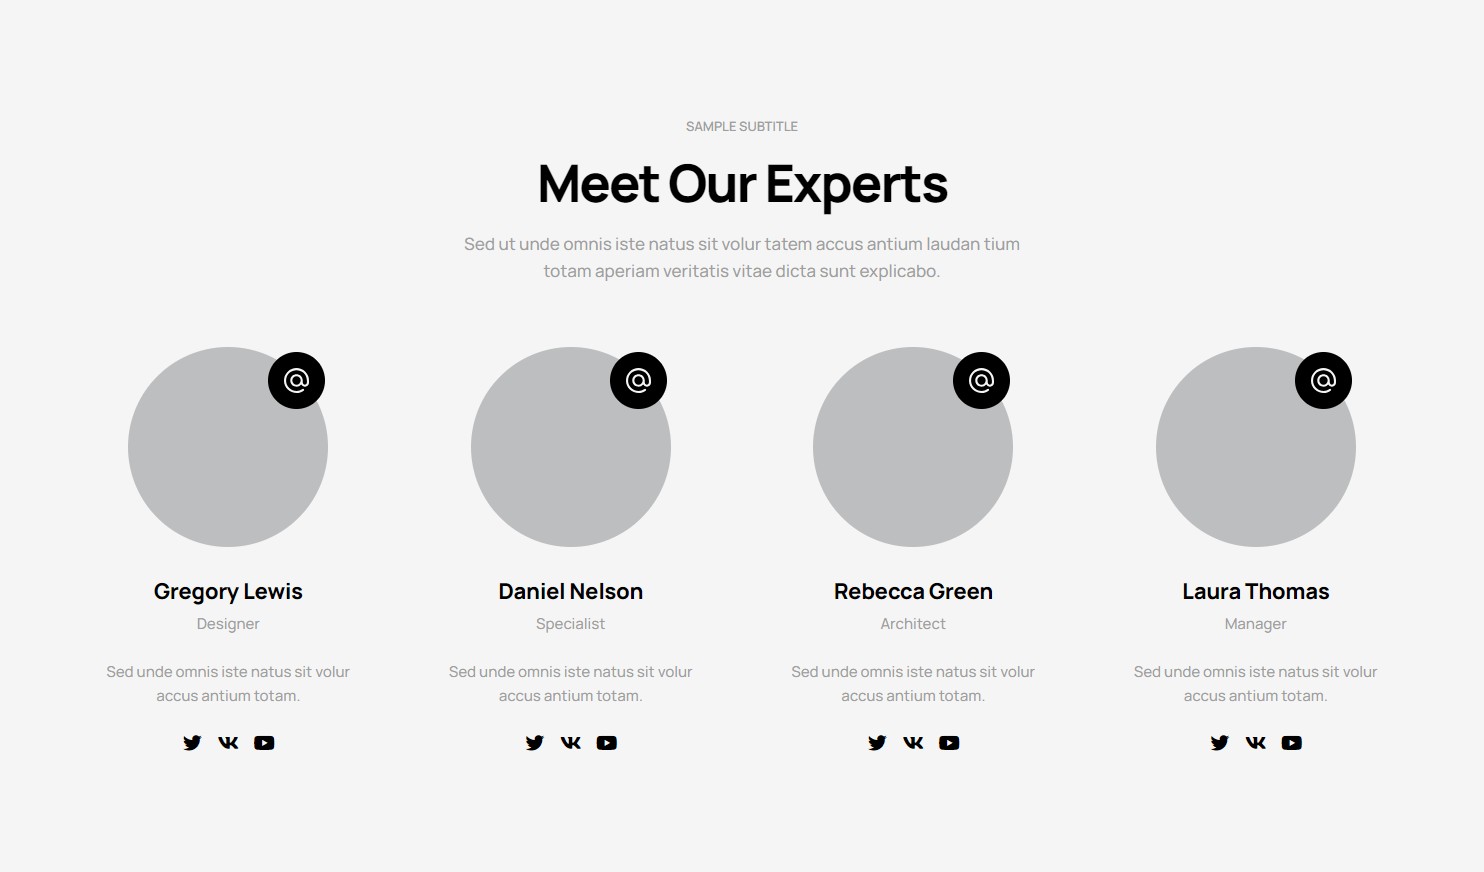 SAMPLE SUBTITLE
Meet Our Experts
Sed ut unde omnis iste natus sit volur tatem accus antium laudan tium
totam aperiam veritatis vitae dicta sunt explicabo.
@
@
@
@
Gregory Lewis
Daniel Nelson
Rebecca Green
Laura Thomas
Designer
Specialist
Architect
Manager
Sed unde omnis iste natus sit volur
accus antium totam.
Sed unde omnis iste natus sit volur
accus antium totam.
Sed unde omnis iste natus sit volur
accus antium totam.
Sed unde omnis iste natus sit volur
accus antium totam.